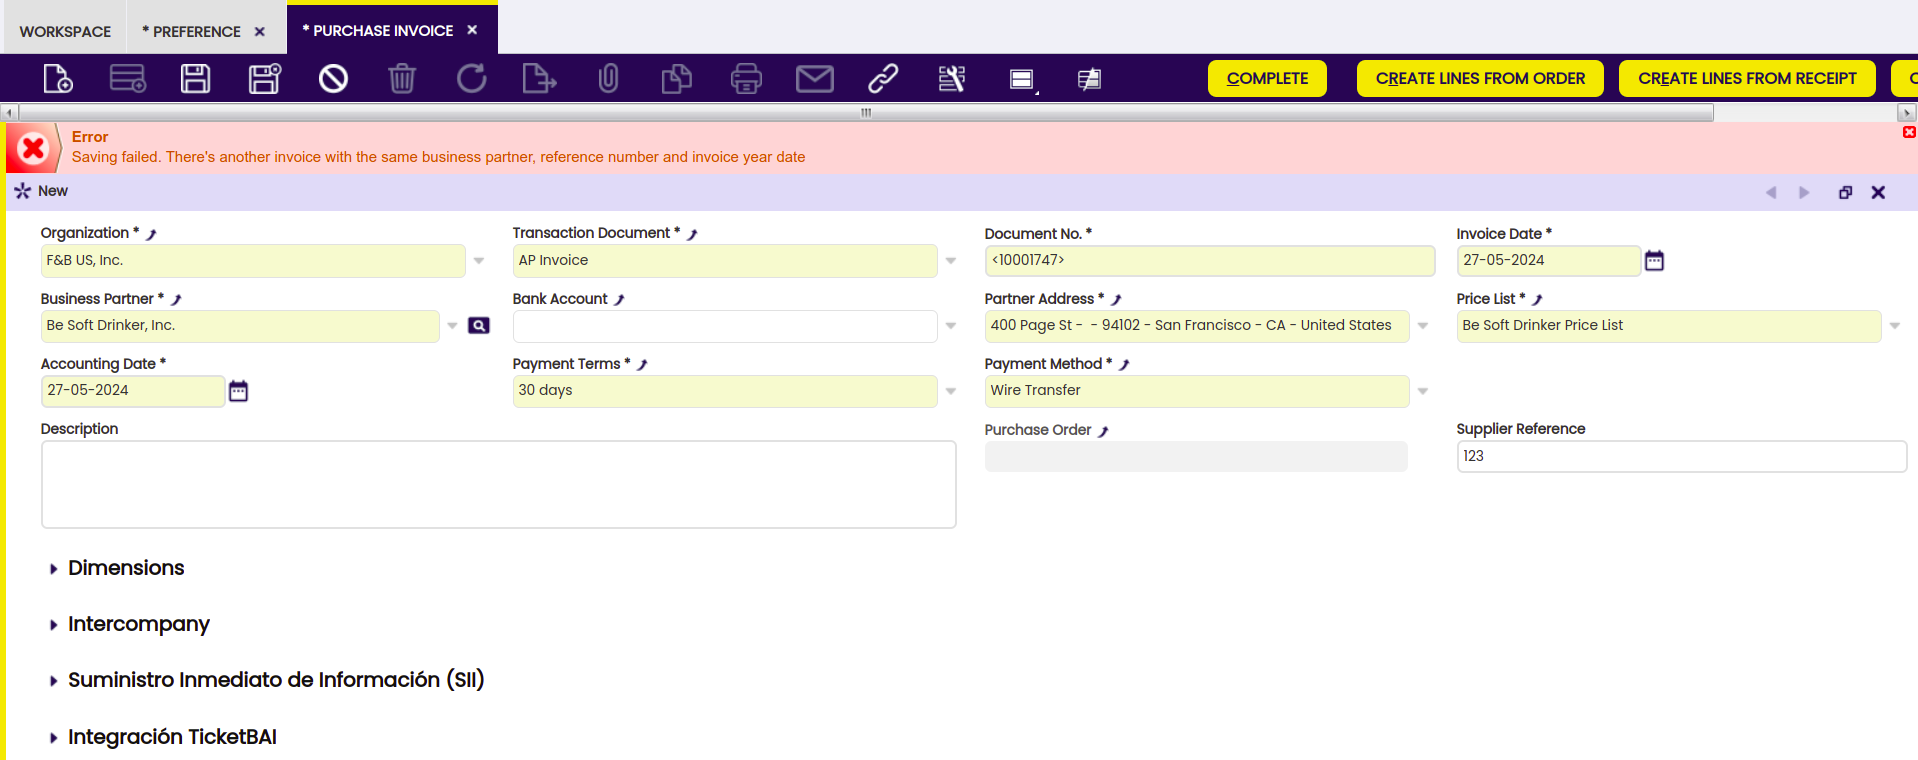 WORKSPACE
* PREFERENCE
* PURCHASE INVOICE
COMPLETE
CREATE LINES FROM ORDER
CREATE LINES FROM RECEIPT
Error
Saving failed. There's another invoice with the same business partner, reference number and invoice year date
New
Organization *
Transaction Document *
Document No. *
Invoice Date *
F&B US, Inc.
AP Invoice
<10001747>
27-05-2024
Business Partner *
Bank Account
Partner Address *
Price List *
Be Soft Drinker, Inc.
400 Page St -  - 94102 - San Francisco - CA - United States
Be Soft Drinker Price List
Accounting Date *
Payment Terms *
Payment Method *
27-05-2024
30 days
Wire Transfer
Description
Purchase Order
Supplier Reference
123
Dimensions
Intercompany
Suministro Inmediato de Información (SII)
Integración TicketBAI